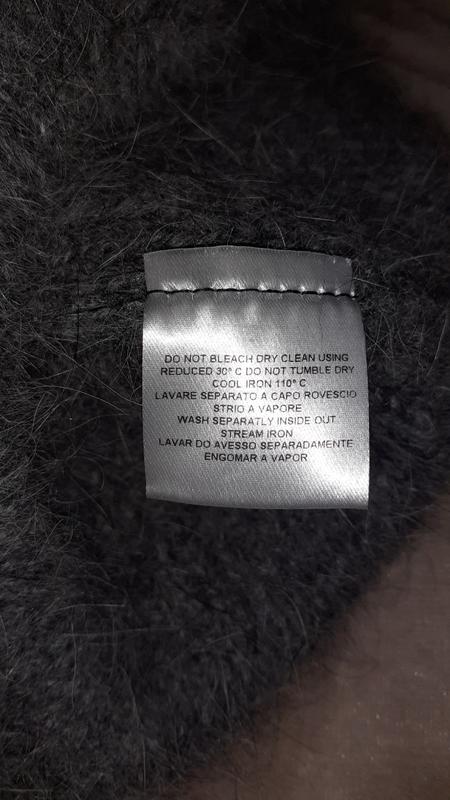 DO NOT BLEACH DRY CLEAN USING
REDUCED 30° C DO NOT TUMBLE DRY
COOL IRON 110° C
LAVARE SEPARATO A CAPO ROVESCIO
STRIO A VAPORE
WASH SEPARATLY INSIDE OUT
STREAM IRON
LAVAR DO AVESSO SEPARADAMENTE
ENGOMAR A VAPOR